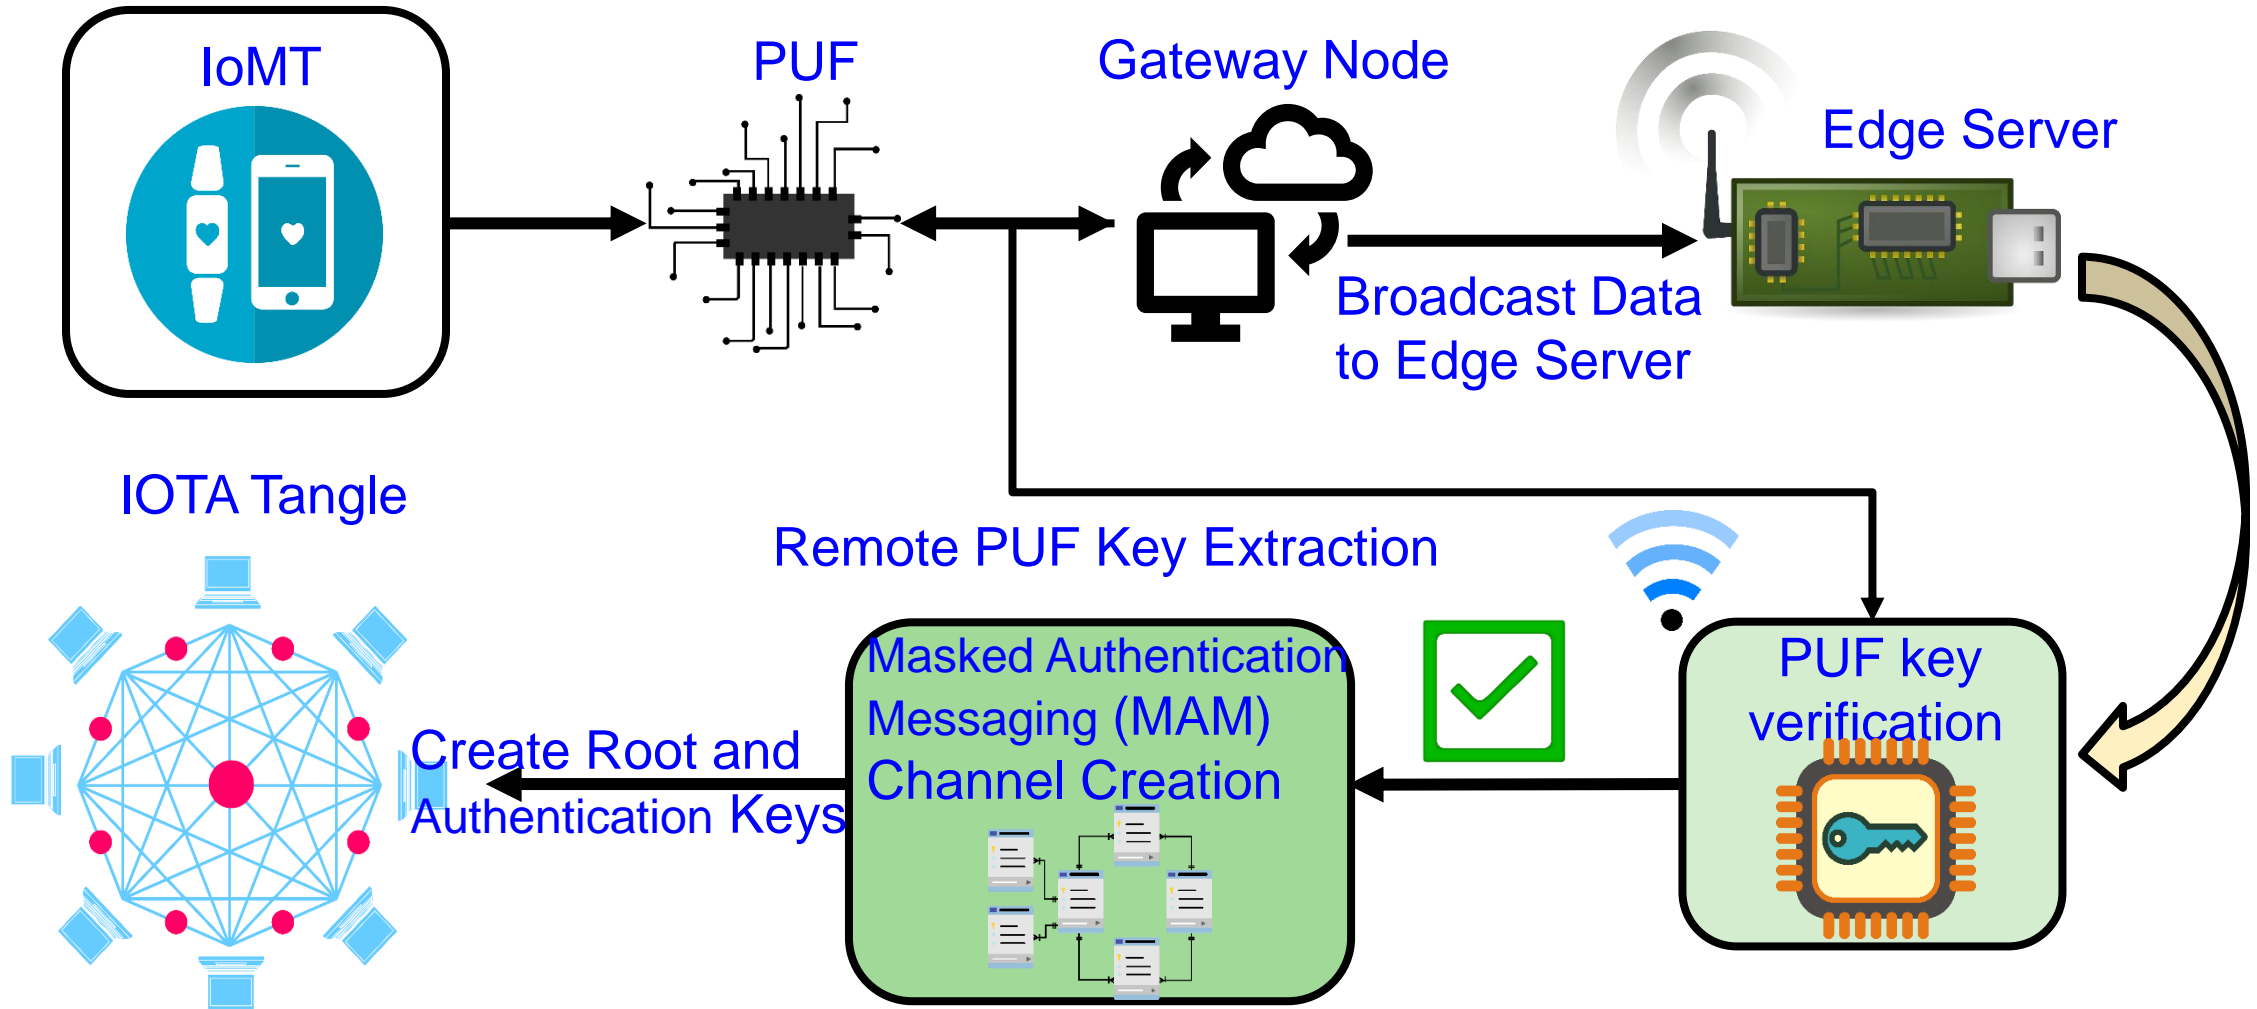 IoMT
PUF
Gateway Node
Edge Server
Broadcast Data
to Edge Server
IOTA Tangle
Remote PUF Key Extraction
Masked Authentication
Messaging (MAM)
Channel Creation
PUF key
verification
Create Root and
Authentication Keys